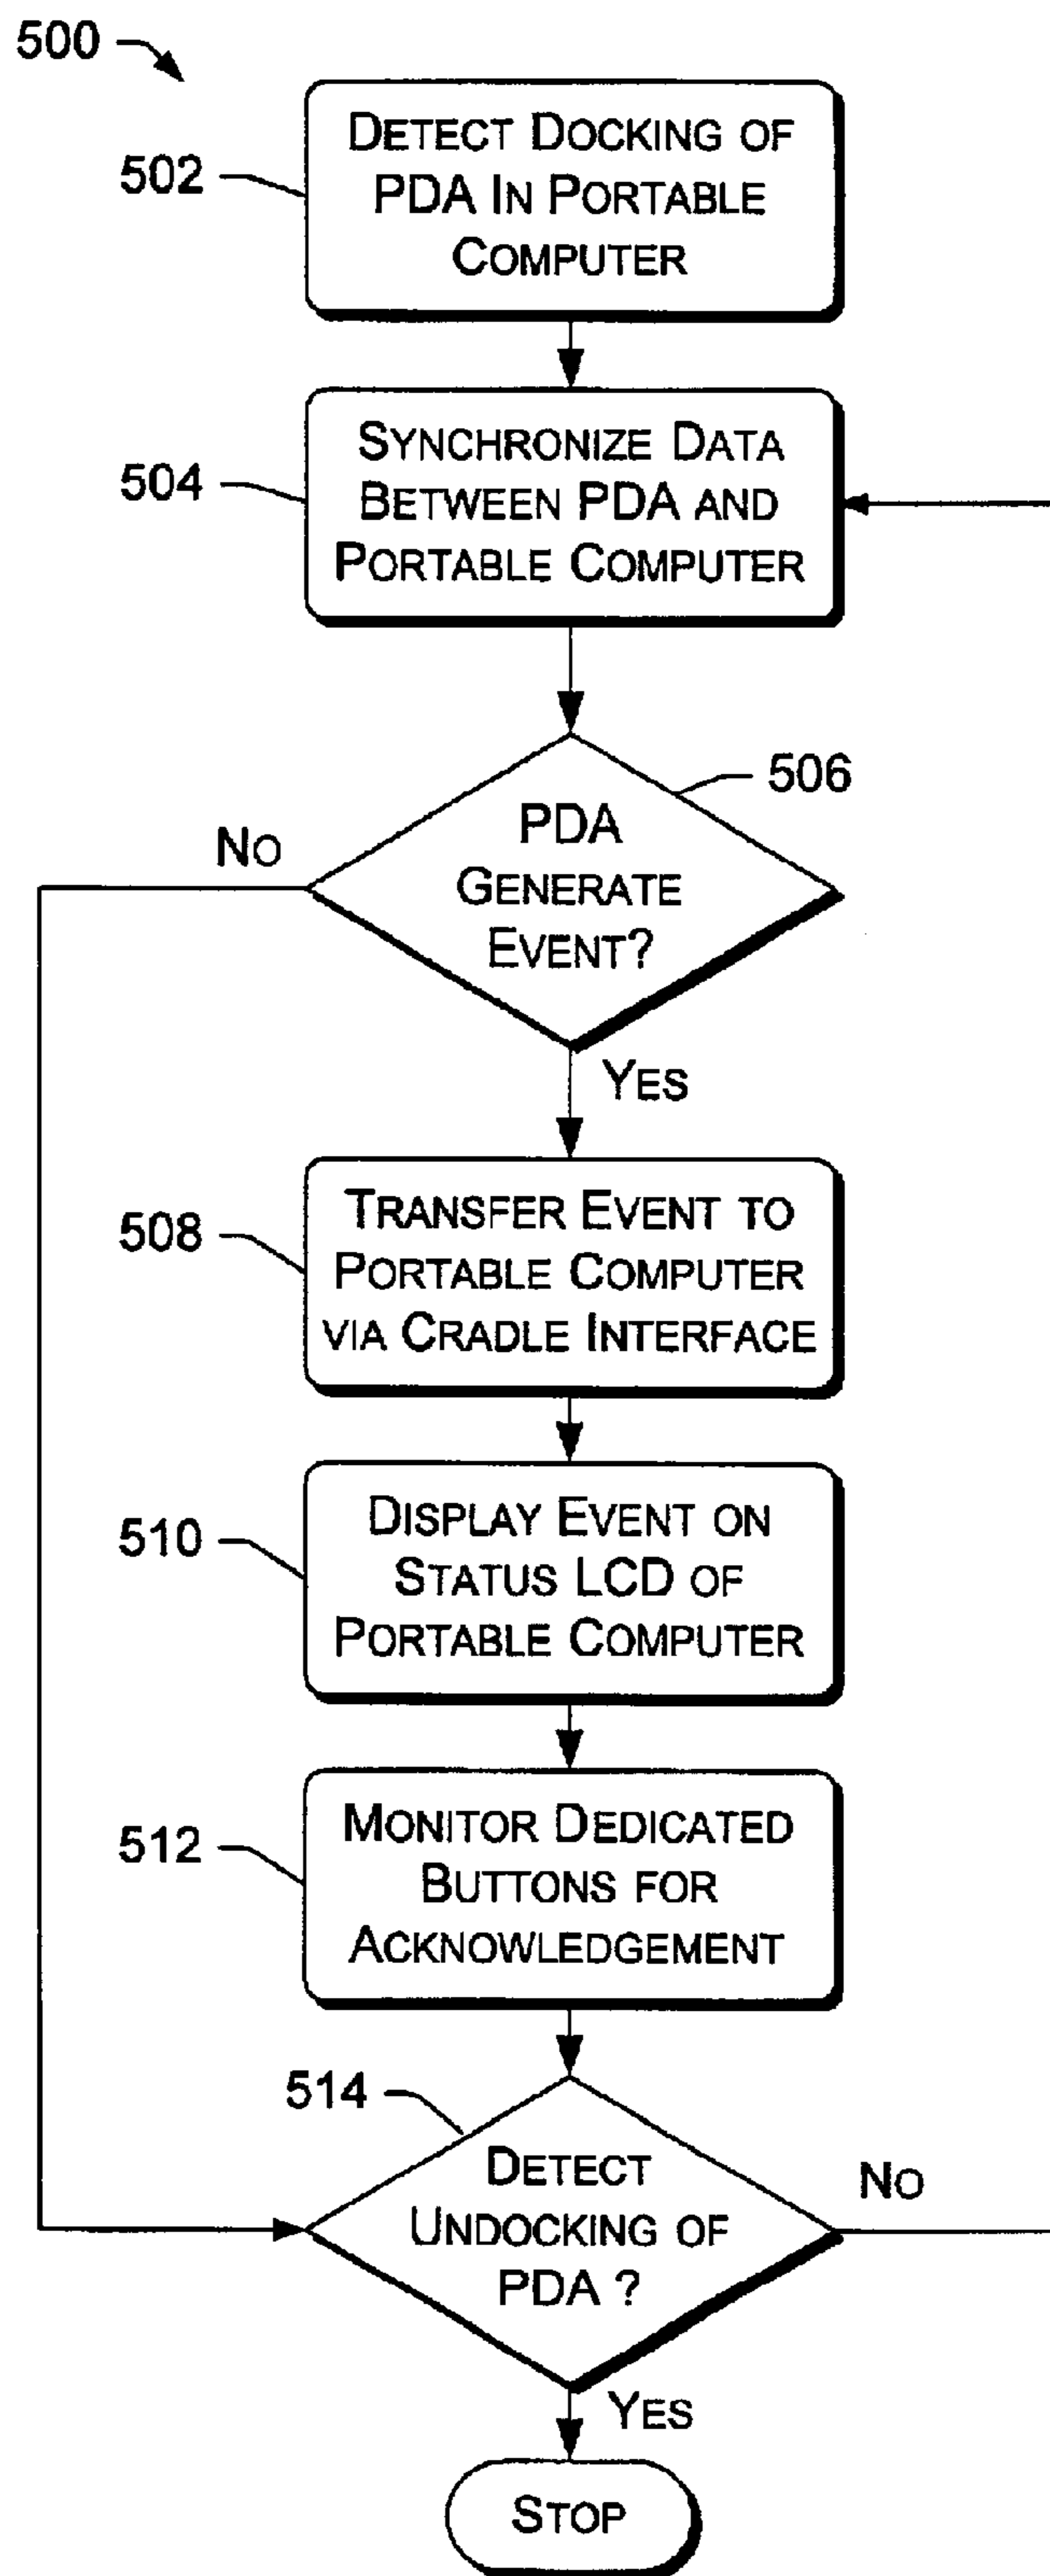 500
502
DETECT DOCKING OF
PDA IN PORTABLE
COMPUTER
504
SYNCHRONIZE DATA
BETWEEN PDA AND
PORTABLE COMPUTER
506
PDA
GENERATE
EVENT?
NO
YES
508
TRANSFER EVENT TO
PORTABLE COMPUTER
VIA CRADLE INTERFACE
510
DISPLAY EVENT ON
STATUS LCD OF
PORTABLE COMPUTER
512
MONITOR DEDICATED
BUTTONS FOR
ACKNOWLEDGEMENT
514
DETECT
UNDOCKING OF
PDA ?
NO
YES
STOP